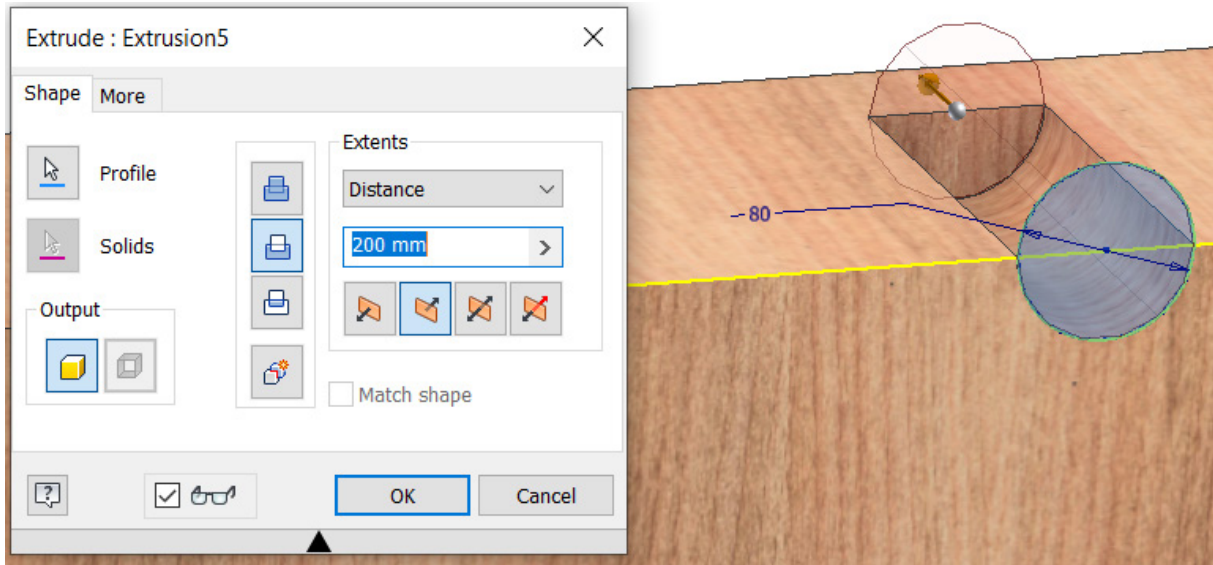 Extrude : Extrusion5
Shape More
Extents
Profile
Distance
Solids
200 mm
Output
Match shape
OK Cancel
80